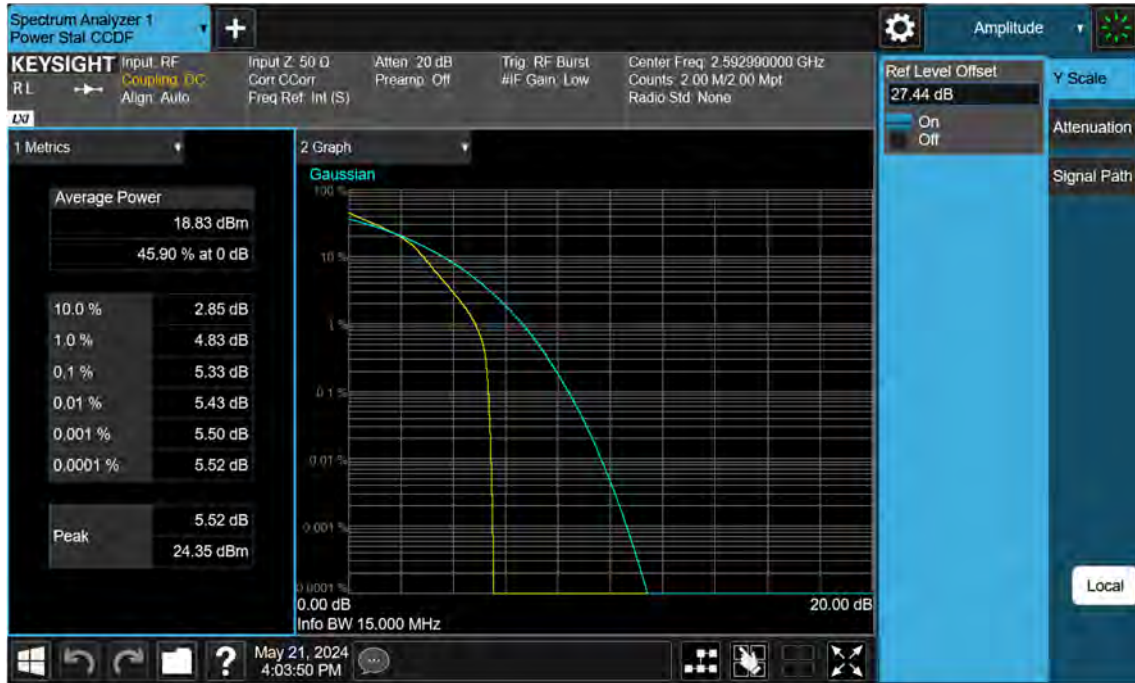 Spectrum Analyzer 1
Power Stat CCDF
+
Amplitude
KEYSIGHT
RL
LXI
Input: RF
Coupling: DC
Align: Auto
Input Z: 50 Ω
Corr CCorr
Freq Ref: Int (S)
Atten: 20 dB
Preamp: Off
Trig: RF Burst
#IF Gain: Low
Center Freq: 2.592990000 GHz
Counts: 2.00 M/2.00 Mpt
Radio Std: None
Ref Level Offset
27.44 dB
On
Off
Y Scale
Attenuation
Signal Path
Local
1 Metrics
Average Power
18.83 dBm
45.90 % at 0 dB
10.0 % 2.85 dB
1.0 % 4.83 dB
0.1 % 5.33 dB
0.01 % 5.43 dB
0.001 % 5.50 dB
0.0001 % 5.52 dB
Peak
5.52 dB
24.35 dBm
2 Graph
Gaussian
100 %
10 %
1 %
0.1 %
0.01 %
0.001 %
0.0001 %
0.00 dB
20.00 dB
Info BW 15.000 MHz
?
May 21, 2024
4:03:50 PM